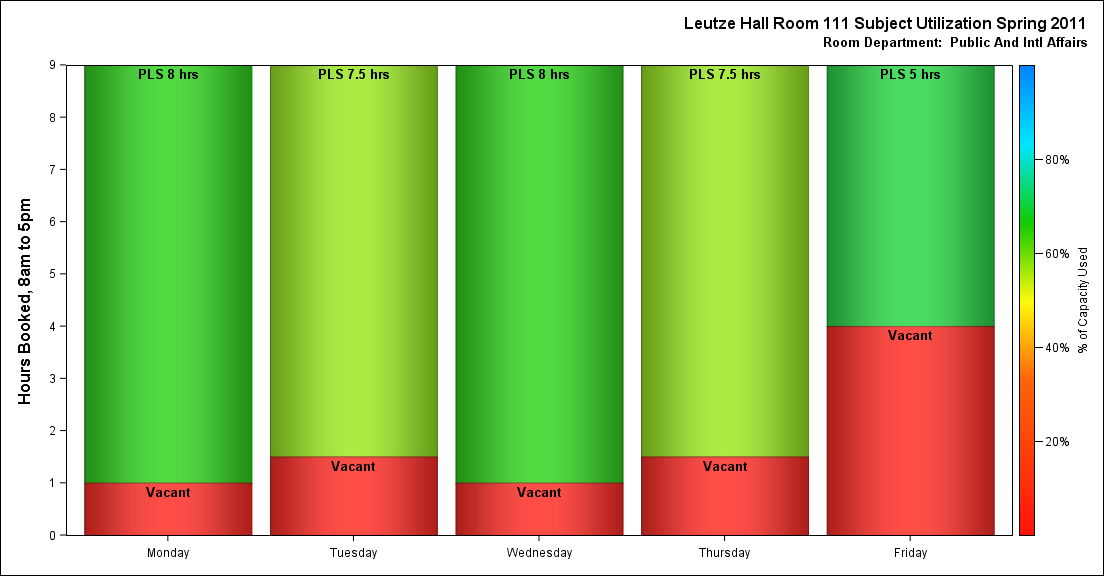 Leutze Hall Room 111 Subject Utilization Spring 2011
Room Department:  Public And Intl Affairs
Hours Booked, 8am to 5pm
9
8
7
6
5
4
3
2
1
0
PLS 8 hrs
PLS 7.5 hrs
PLS 8 hrs
PLS 7.5 hrs
PLS 5 hrs
Vacant
Vacant
Vacant
Vacant
Vacant
Monday
Tuesday
Wednesday
Thursday
Friday
80%
60%
40%
20%
% of Capacity Used